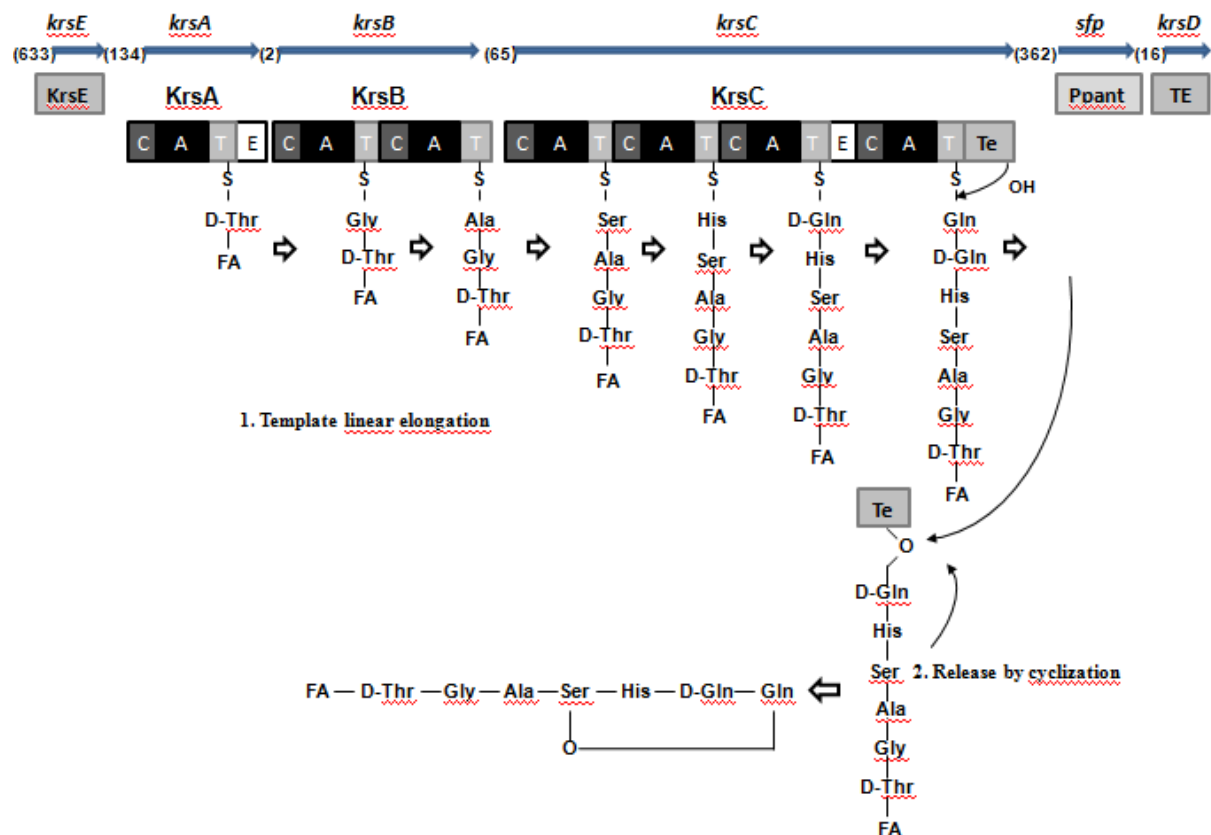 krsE krsA krsB krsC sfp krsD
(633) (134) (2) (65) (362) (16)
KrsE KrsA KrsB KrsC Ppant TE
C A T E C A T C A T C A T C A T C A T E C A T Te
S S S S S S S OH
D-Thr Gly Ala Ser His D-Gln Gln
FA D-Thr Gly Ala Ser His D-Gln
FA D-Thr Gly Ala Ser His
FA D-Thr Gly Ala Ser
FA D-Thr Gly Ala
FA D-Thr Gly
FA D-Thr
FA
1. Template linear elongation
Te
O
D-Gln
His
Ser 2. Release by cyclization
FA D-Thr Gly Ala Ser His D-Gln Gln
Ala
O Gly
D-Thr
FA